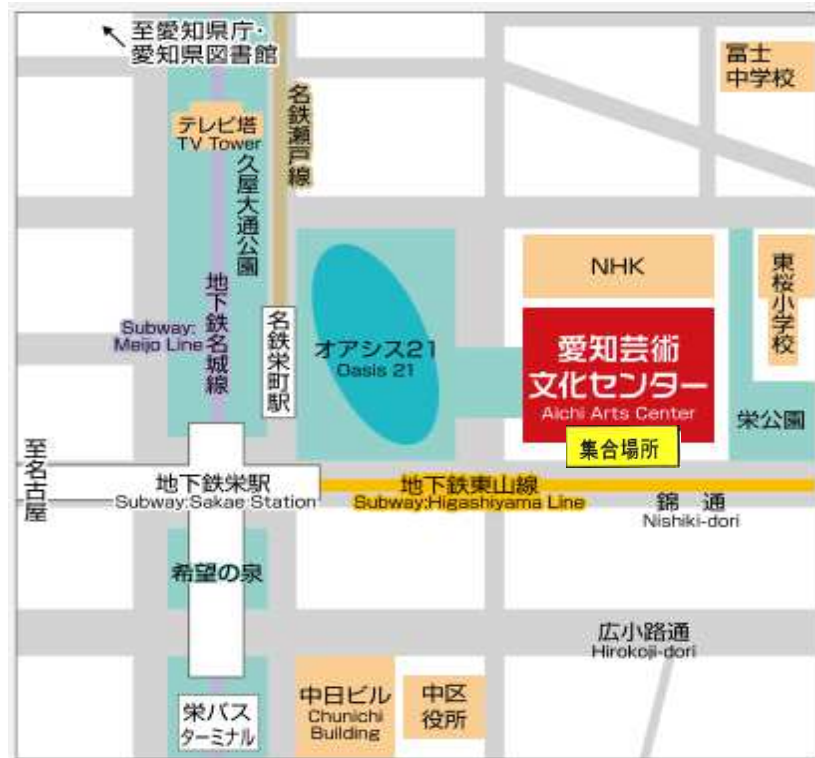 至愛知県庁・
愛知県図書館
冨士
中学校
テレビ塔
TV Tower
名鉄瀬戸線
久屋大通公園
NHK
東桜小学校
地下鉄名城線
Subway:
Meijo Line
名鉄栄町駅
オアシス21
Oasis 21
愛知芸術
文化センター
Aichi Arts Center
栄公園
集合場所
至名古屋
地下鉄栄駅
Subway:Sakae Station
地下鉄東山線
Subway:Higashiyama Line
錦 通
Nishiki-dori
希望の泉
広小路通
Hirokoji-dori
栄バス
ターミナル
中日ビル
Chunichi
Building
中区
役所